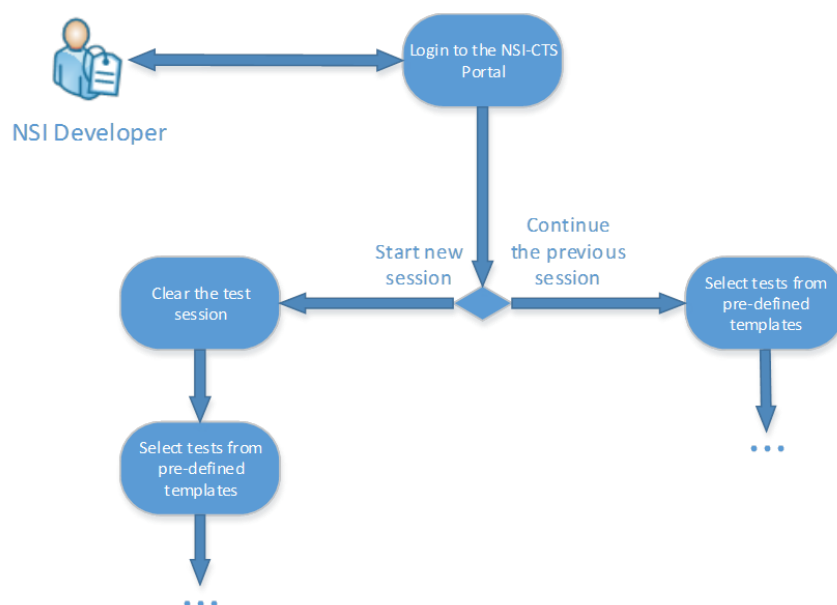 Login to the NSI-CTS
Portal
NSI Developer
Start new
session
Continue
the previous
session
Clear the test
session
Select tests from
pre-defined
templates
...
Select tests from
pre-defined
templates
...